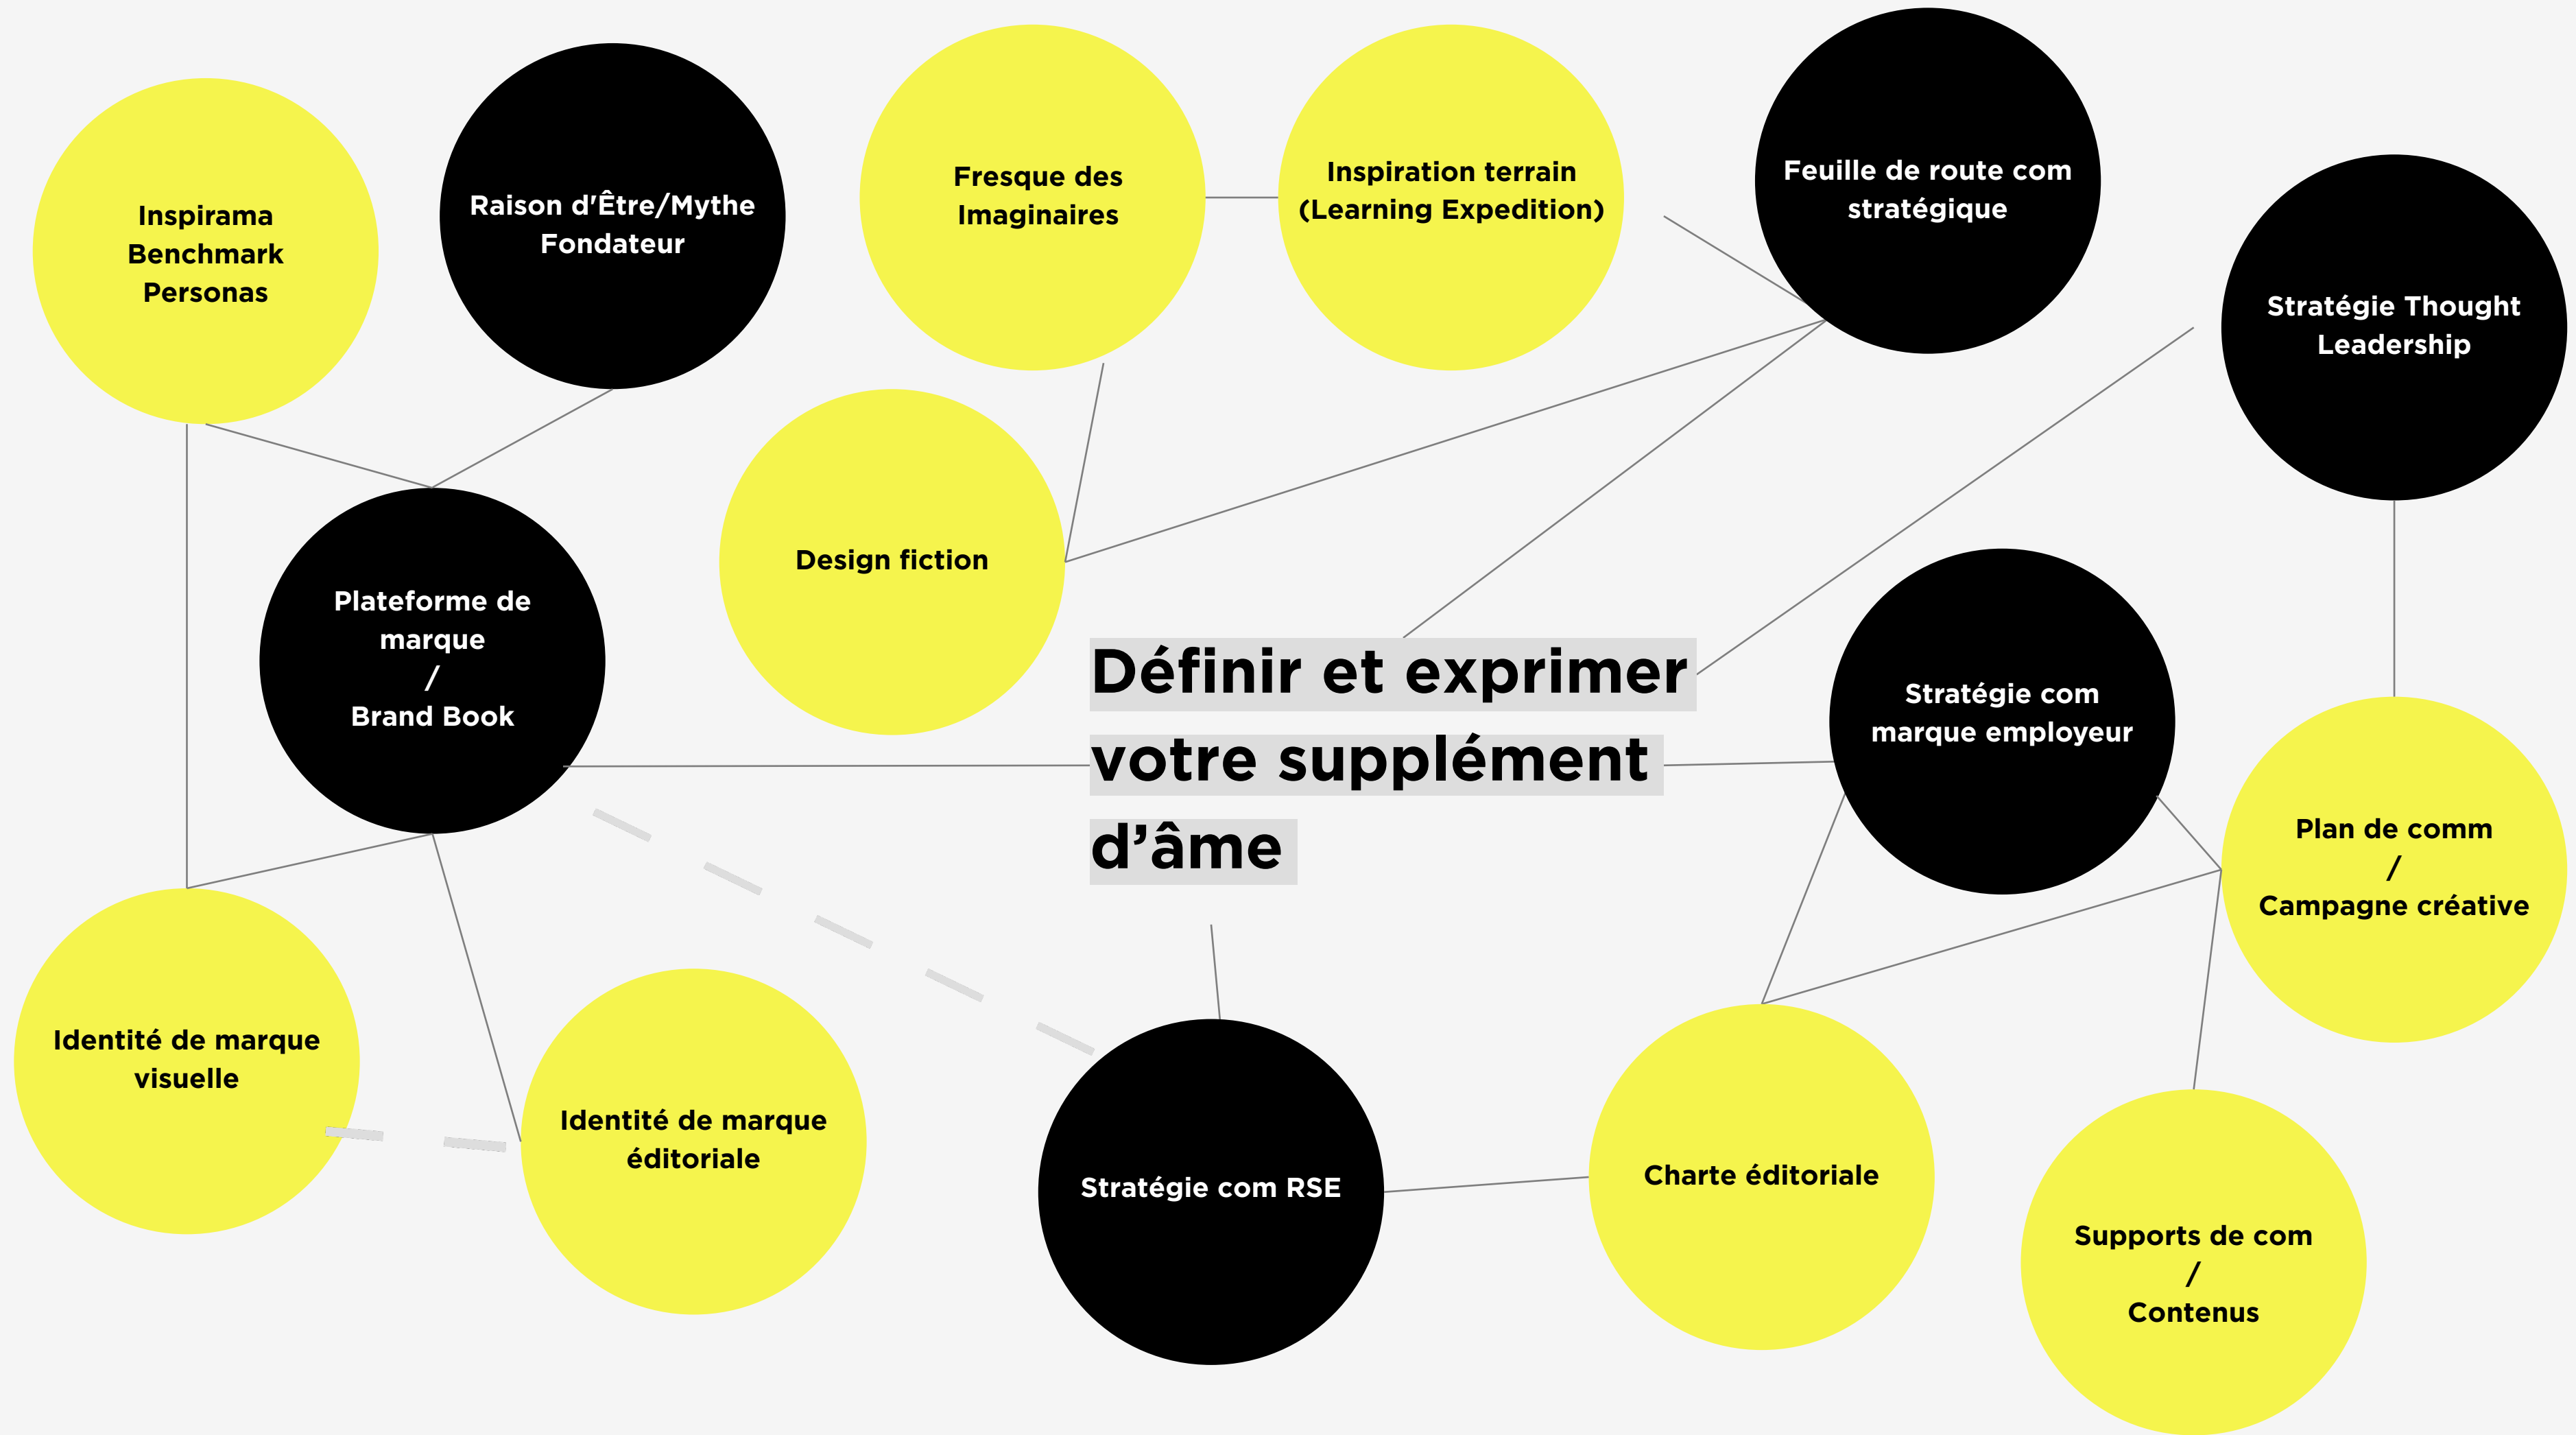 Inspirama
Benchmark
Personas
Raison d'Être/Mythe
Fondateur
Fresque des
Imaginaires
Inspiration terrain
(Learning Expedition)
Feuille de route com
stratégique
Stratégie Thought
Leadership
Design fiction
Plateforme de
marque
/
Brand Book
Définir et exprimer
votre supplément
d’âme
Stratégie com
marque employeur
Plan de comm
/
Campagne créative
Identité de marque
visuelle
Identité de marque
éditoriale
Stratégie com RSE
Charte éditoriale
Supports de com
/
Contenus